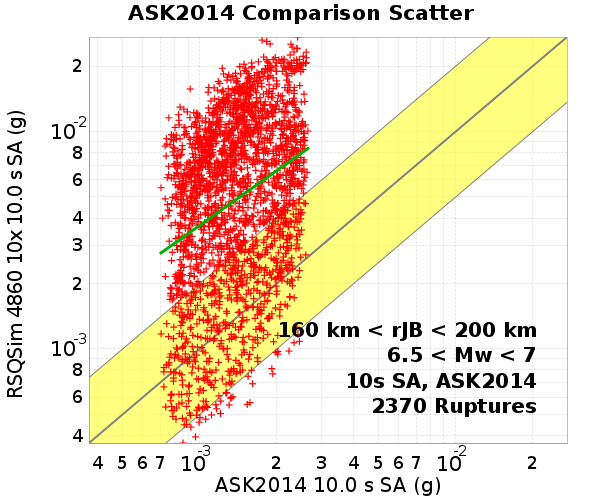 ASK2014 Comparison Scatter
RSQSim 4860 10x 10.0 s SA (g)
2
10^-2
8
6
4
3
2
10^-3
8
6
4
160 km < rJB < 200 km
6.5 < Mw < 7
10s SA, ASK2014
2370 Ruptures
4 5 6 7 10^-3 2 3 4 5 6 7 10^-2 2
ASK2014 10.0 s SA (g)